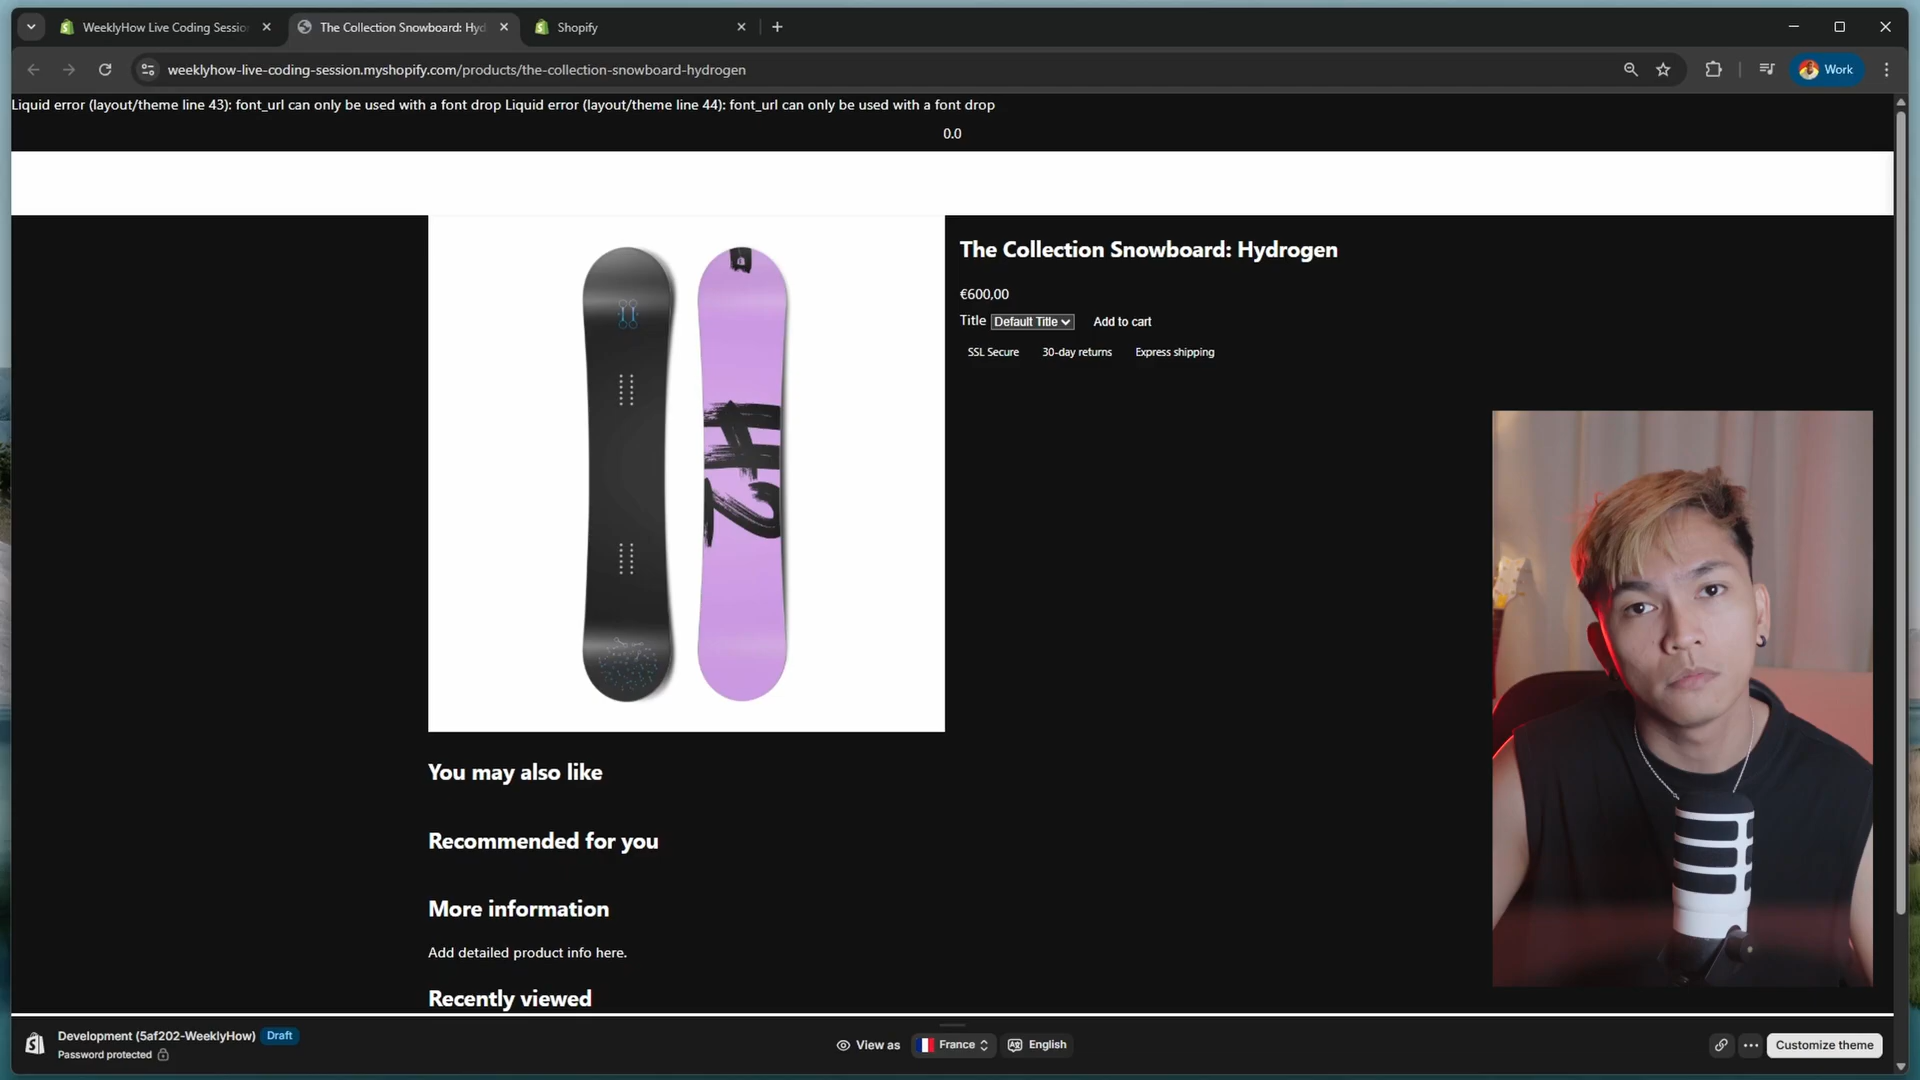 WeeklyHow Live Coding Sessio
The Collection Snowboard: Hyd
Shopify
weeklyhow-live-coding-session.myshopify.com/products/the-collection-snowboard-hydrogen
Work
Liquid error (layout/theme line 43): font_url can only be used with a font drop Liquid error (layout/theme line 44): font_url can only be used with a font drop
0.0
The Collection Snowboard: Hydrogen
€600,00
Title Default Title Add to cart
SSL Secure 30-day returns Express shipping
You may also like
Recommended for you
More information
Add detailed product info here.
Recently viewed
Development (5af202-WeeklyHow) Draft
Password protected
View as France English
Customize theme